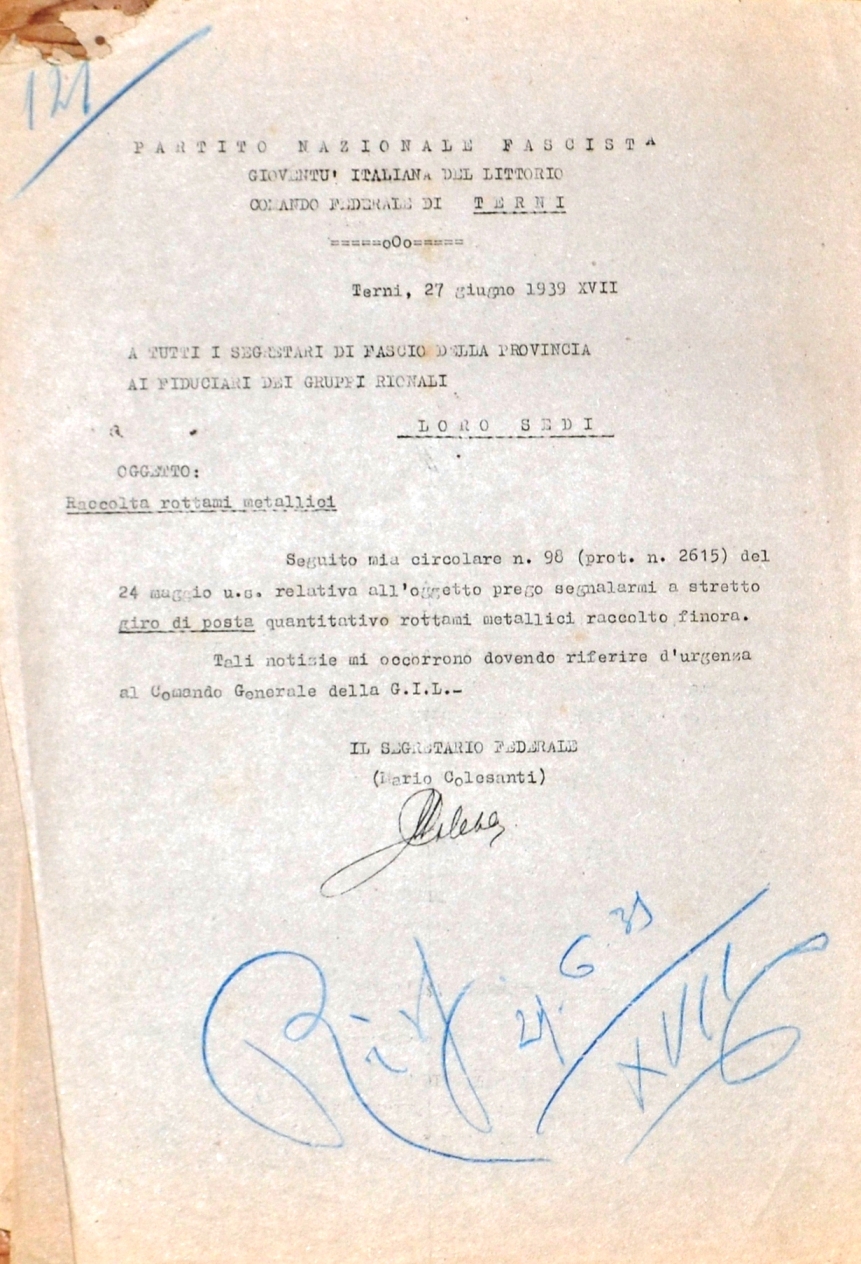 121
PARTITO NAZIONALE FASCISTA
GIOVENTU' ITALIANA DEL LITTORIO
COMANDO FEDERALE DI TERNI
=====oOo=====
Terni, 27 giugno 1939 XVII
A TUTTI I SEGRETARI DI FASCIO DELLA PROVINCIA
AI FIDUCIARI DEI GRUPPI RIONALI
LORO SEDI
OGGETTO:
Raccolta rottami metallici
Seguito mia circolare n. 98 (prot. n. 2615) del
24 maggio u.s. relativa all'oggetto prego segnalarmi a stretto
giro di posta quantitativo rottami metallici raccolto finora.
Tali notizie mi occorrono dovendo riferire d'urgenza
al Comando Generale della G.I.L.-
IL SEGRETARIO FEDERALE
(Dario Colesanti)
6 39
XVII